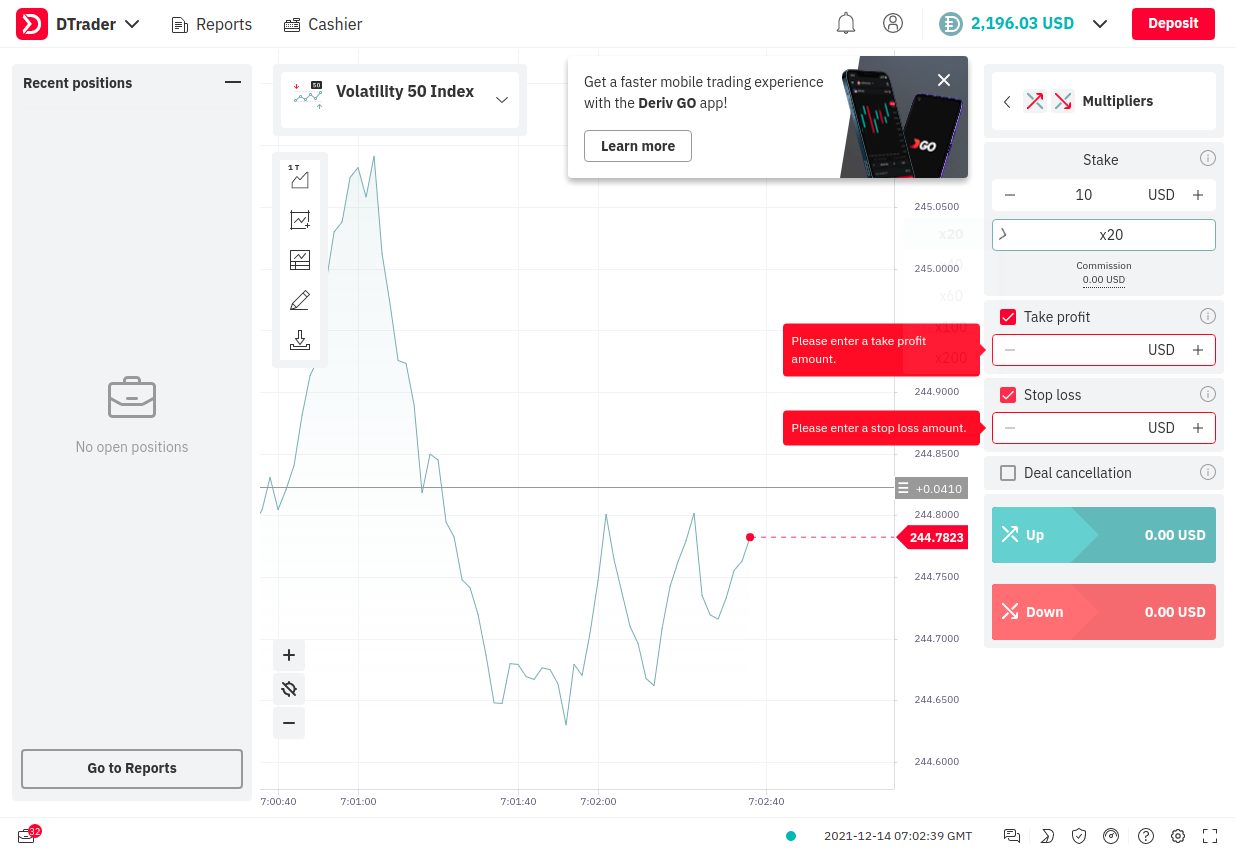 DTrader
Reports
Cashier
2,196.03 USD
Deposit
Recent positions
50
Volatility 50 Index
Get a faster mobile trading experience
with the Deriv GO app!
Learn more
GO
Multipliers
1 T
Stake
10 USD
x20
Commission
0.00 USD
Take profit
USD
Stop loss
USD
Deal cancellation
Up 0.00 USD
Down 0.00 USD
245.0500
x20
245.0000
x60
x100
Please enter a take profit
amount.
x200
244.9000
Please enter a stop loss amount.
244.8500
+0.0410
244.8000
244.7823
244.7500
244.7000
244.6500
244.6000
No open positions
Go to Reports
7:00:40
7:01:00
7:01:40
7:02:00
7:02:40
32
2021-12-14 07:02:39 GMT